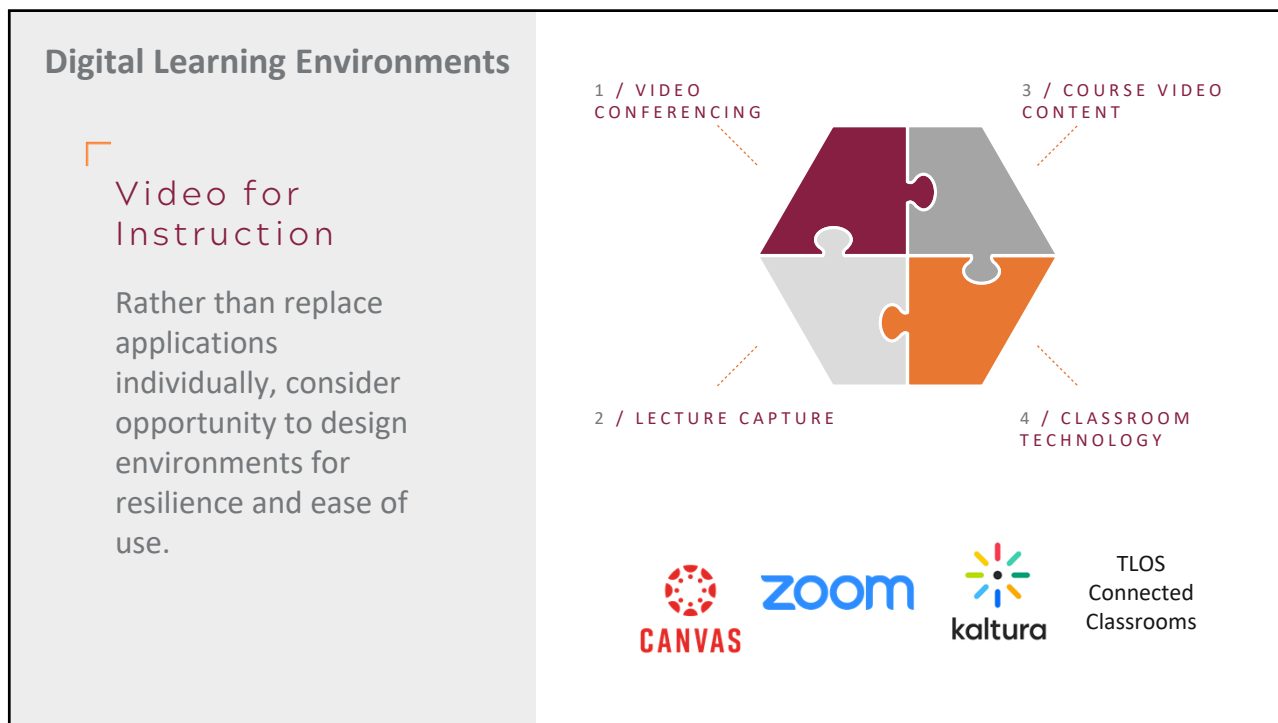 Digital Learning Environments
Video for
Instruction
Rather than replace
applications
individually, consider
opportunity to design
environments for
resilience and ease of
use.
1 / VIDEO
CONFERENCING
3 / COURSE VIDEO
CONTENT
2 / LECTURE CAPTURE
4 / CLASSROOM
TECHNOLOGY
CANVAS
zoom
kaltura
TLOS
Connected
Classrooms